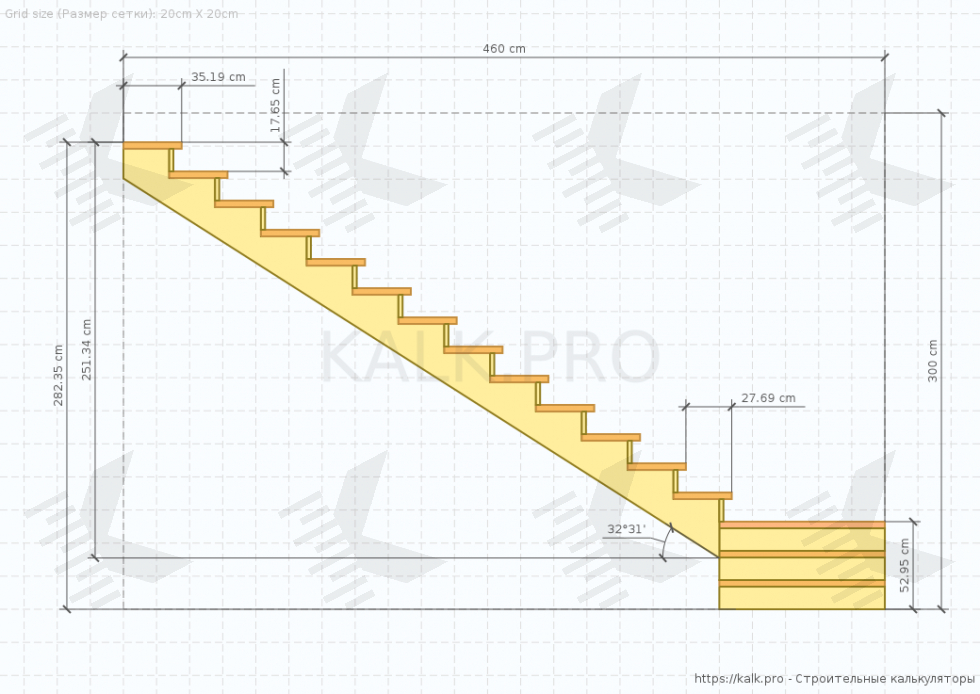 Grid size (Размер сетки): 20cm X 20cm
460 cm
35.19 cm
17.65 cm
282.35 cm
251.34 cm
KALK.PRO
300 cm
27.69 cm
32°31'
52.95 cm
https://kalk.pro - Строительные калькуляторы